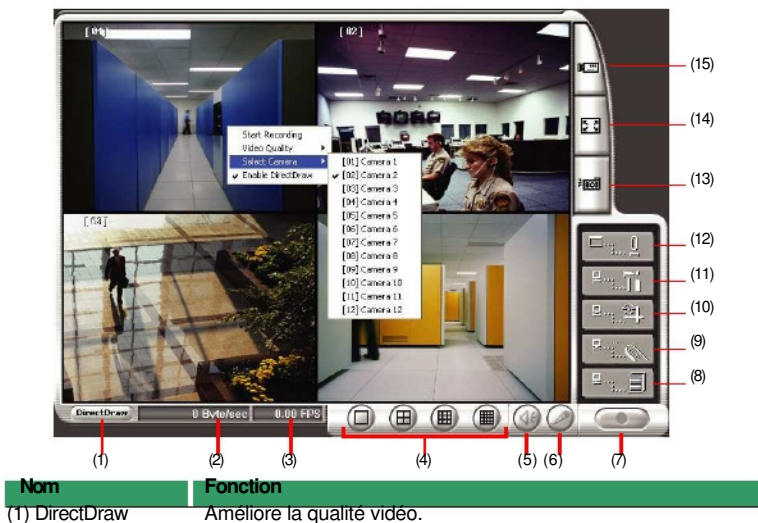 [01]
[02]
(15)
(14)
Start Recording
Video Quality
Select Camera
✓ Enable DirectDraw
[01] Camera 1
✓ [02] Camera 2
[03] Camera 3
[04] Camera 4
[05] Camera 5
[06] Camera 6
[07] Camera 7
[08] Camera 8
[09] Camera 9
[10] Camera 10
[11] Camera 11
[12] Camera 12
(13)
[03]
(12)
(11)
(10)
(9)
(8)
DirectDraw
0 Byte/sec
0.00 FPS
(1)
(2)
(3)
(4)
(5)
(6)
(7)
Nom Fonction
(1) DirectDraw Améliore la qualité vidéo.